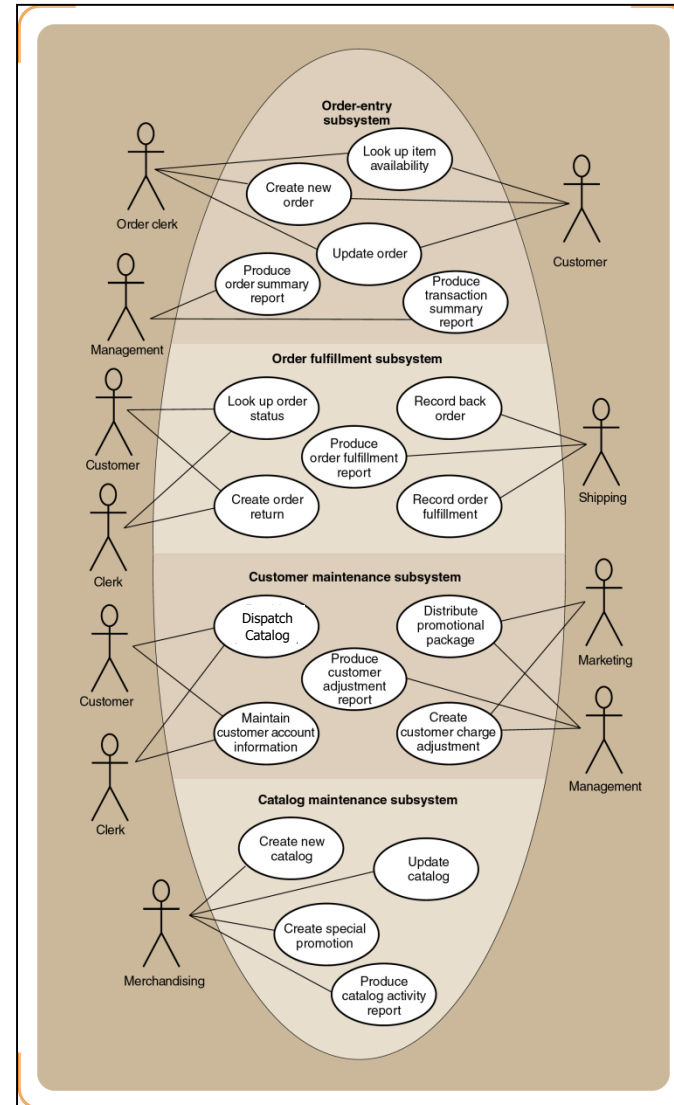 Order-entry
subsystem
Look up item
availability
Create new
order
Order clerk
Update order
Customer
Produce
order summary
report
Produce
transaction
summary
report
Management
Order fulfillment subsystem
Look up order
status
Record back
order
Produce
order fulfillment
report
Customer
Create order
return
Record order
fulfillment
Shipping
Clerk
Customer maintenance subsystem
Dispatch
Catalog
Distribute
promotional
package
Produce
customer
adjustment
report
Marketing
Customer
Maintain
customer account
information
Create
customer charge
adjustment
Management
Clerk
Catalog maintenance subsystem
Create new
catalog
Update
catalog
Create special
promotion
Merchandising
Produce
catalog activity
report